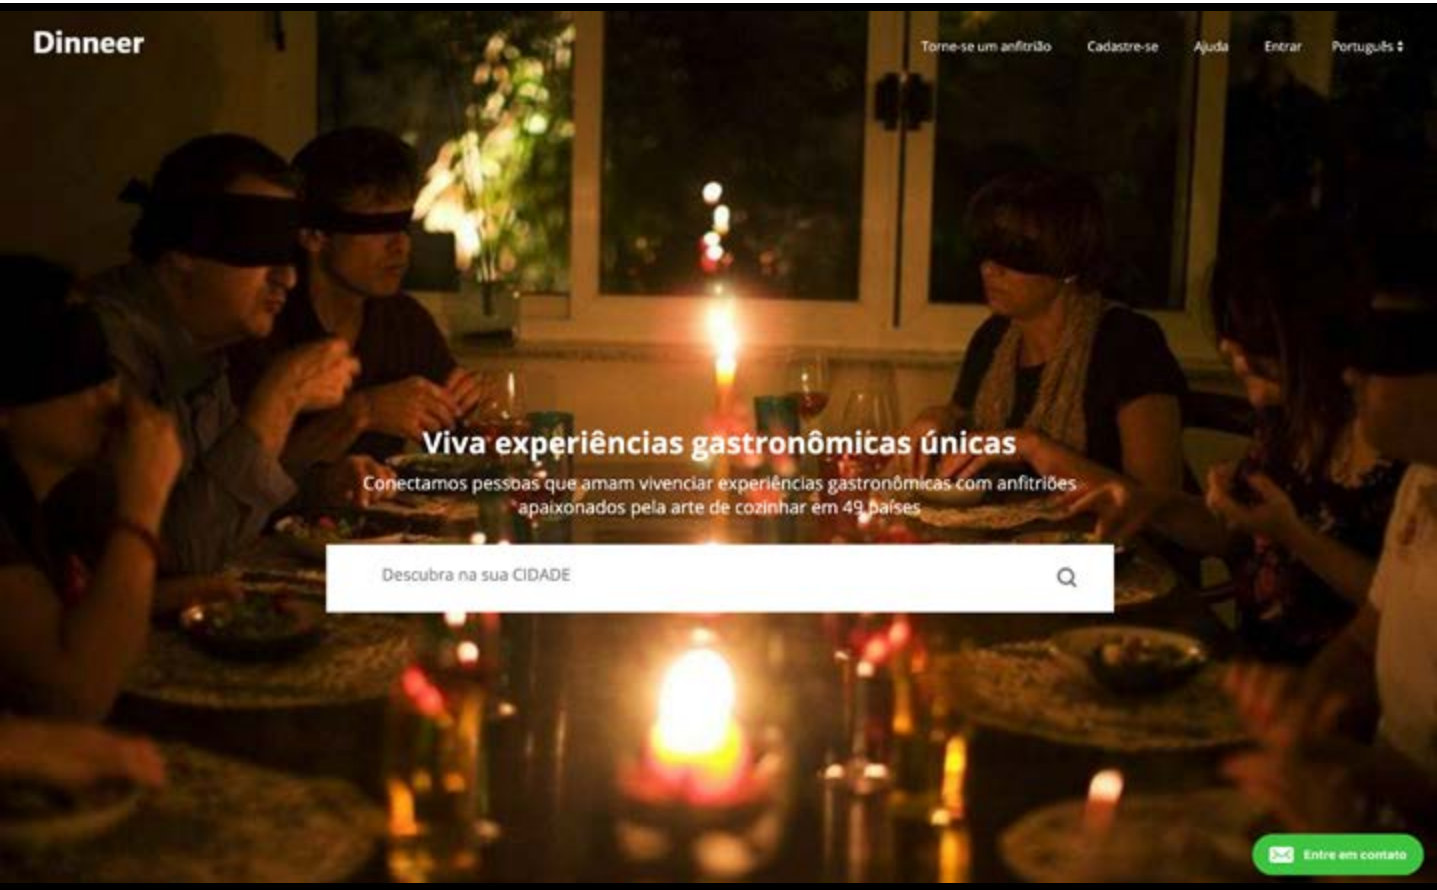 Dinneer
Torne-se um anfitrião
Cadastre-se
Ajuda
Entrar
Português
Viva experiências gastronômicas únicas
Conectamos pessoas que amam vivenciar experiências gastronômicas com anfitriões
apaixonados pela arte de cozinhar em 49 países
Descubra na sua CIDADE
Entre em contato